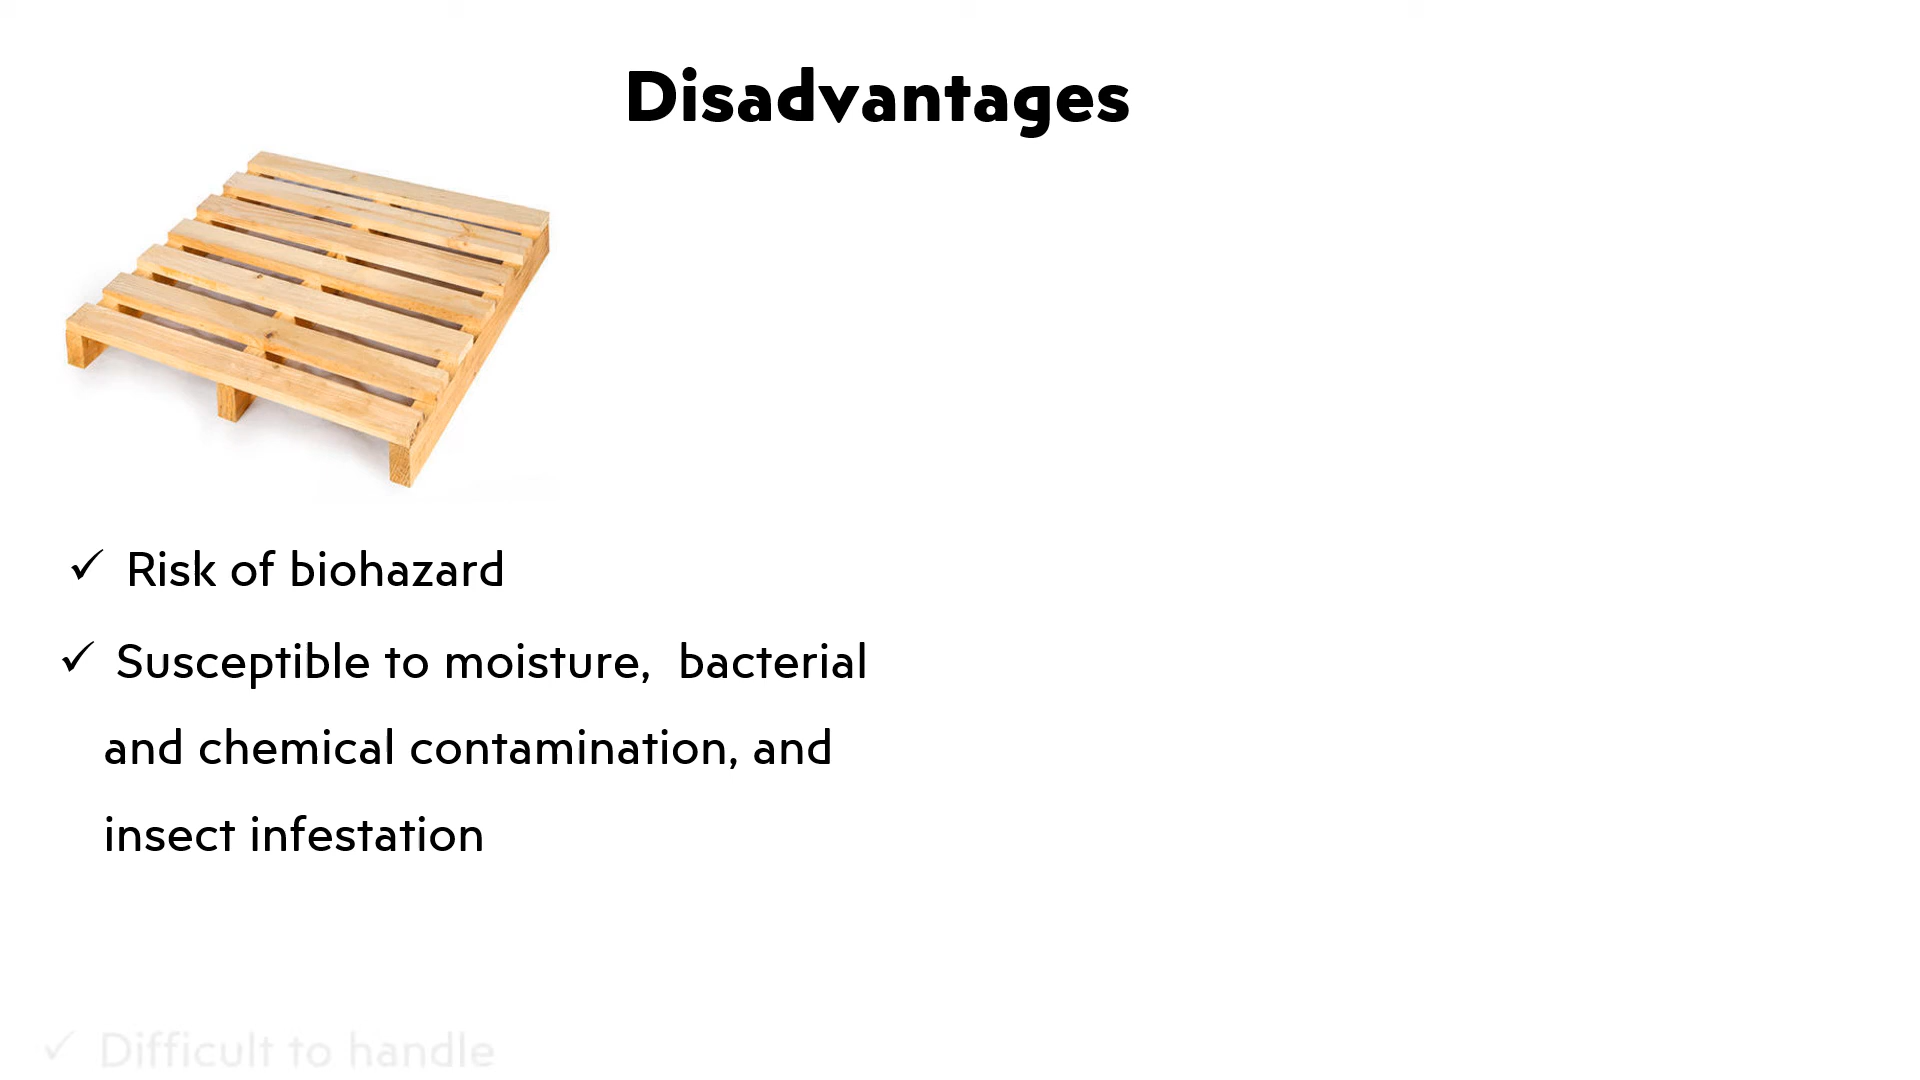 Disadvantages
✓ Risk of biohazard
✓ Susceptible to moisture,  bacterial
and chemical contamination, and
insect infestation
✓ Difficult to handle